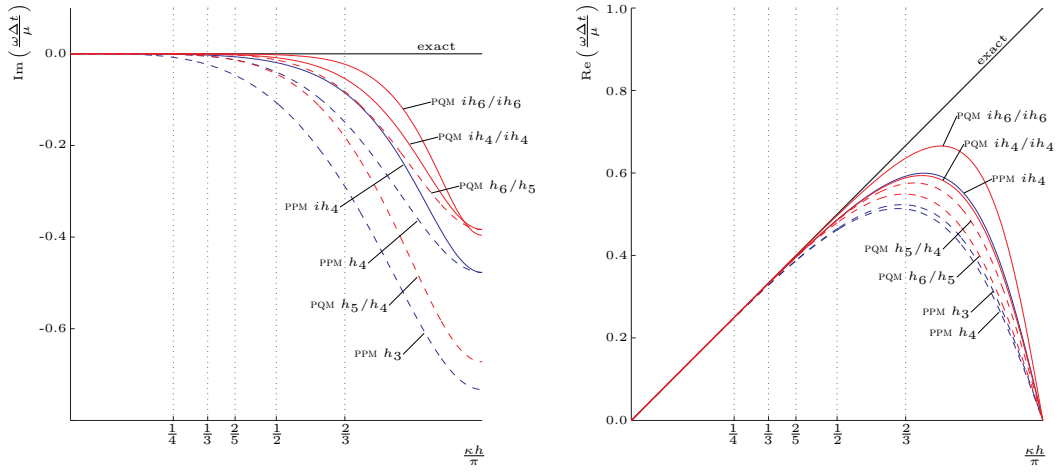 Im (ωΔt/μ)
0.0
-0.2
-0.4
-0.6
exact
PQM ih6/ih6
PQM ih4/ih4
PQM h6/h5
PPM ih4
PPM h4
PQM h5/h4
PPM h3
1/4
1/3
2/5
1/2
2/3
κh/π
Re (ωΔt/μ)
1.0
0.8
0.6
0.4
0.2
0.0
exact
PQM ih6/ih6
PQM ih4/ih4
PPM ih4
PQM h5/h4
PQM h6/h5
PPM h3
PPM h4
1/4
1/3
2/5
1/2
2/3
κh/π